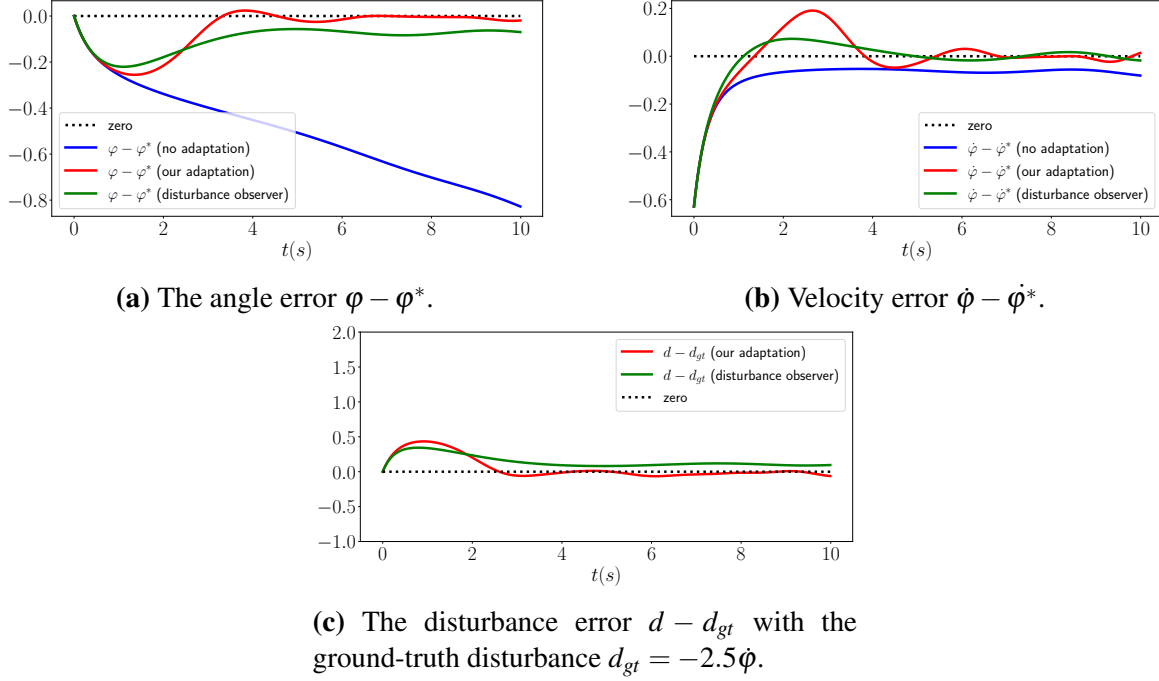 0.0
−0.2
−0.4
−0.6
−0.8
zero
φ − φ* (no adaptation)
φ − φ* (our adaptation)
φ − φ* (disturbance observer)
0 2 4 6 8 10
t(s)
(a) The angle error φ − φ*.
0.2
0.0
−0.2
−0.4
−0.6
zero
φ̇ − φ̇* (no adaptation)
φ̇ − φ̇* (our adaptation)
φ̇ − φ̇* (disturbance observer)
0 2 4 6 8 10
t(s)
(b) Velocity error φ̇ − φ̇*.
2.0
1.5
1.0
0.5
0.0
−0.5
−1.0
d − d_gt (our adaptation)
d − d_gt (disturbance observer)
zero
0 2 4 6 8 10
t(s)
(c) The disturbance error d − d_gt with the
ground-truth disturbance d_gt = −2.5φ̇.